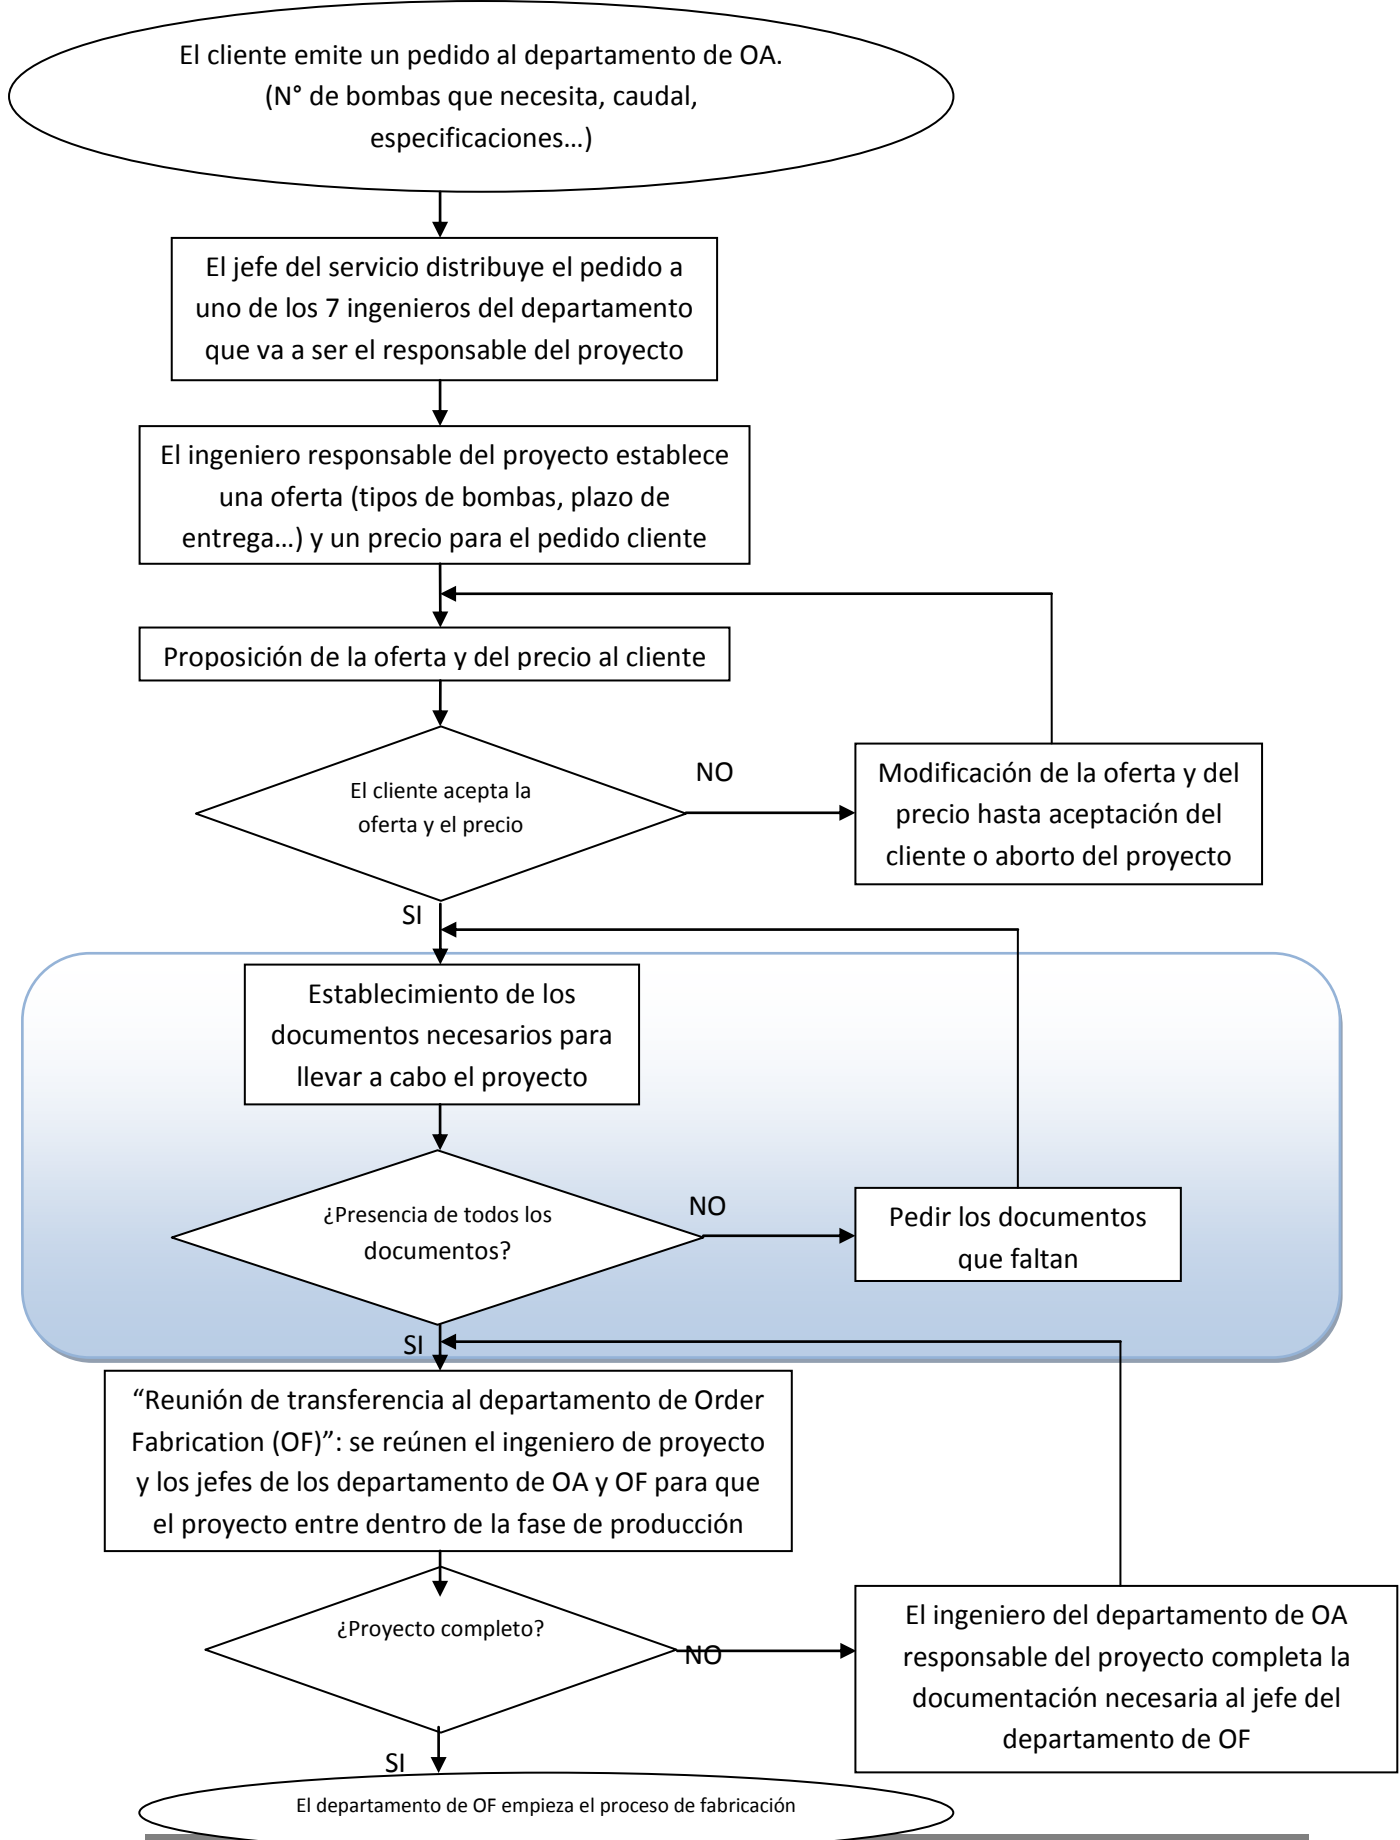 El cliente emite un pedido al departamento de OA.
(N° de bombas que necesita, caudal,
especificaciones…)
El jefe del servicio distribuye el pedido a
uno de los 7 ingenieros del departamento
que va a ser el responsable del proyecto
El ingeniero responsable del proyecto establece
una oferta (tipos de bombas, plazo de
entrega…) y un precio para el pedido cliente
Proposición de la oferta y del precio al cliente
El cliente acepta la
oferta y el precio
NO
Modificación de la oferta y del
precio hasta aceptación del
cliente o aborto del proyecto
SI
Establecimiento de los
documentos necesarios para
llevar a cabo el proyecto
¿Presencia de todos los
documentos?
NO
Pedir los documentos
que faltan
SI
“Reunión de transferencia al departamento de Order
Fabrication (OF)”: se reúnen el ingeniero de proyecto
y los jefes de los departamento de OA y OF para que
el proyecto entre dentro de la fase de producción
¿Proyecto completo?
NO
El ingeniero del departamento de OA
responsable del proyecto completa la
documentación necesaria al jefe del
departamento de OF
SI
El departamento de OF empieza el proceso de fabricación